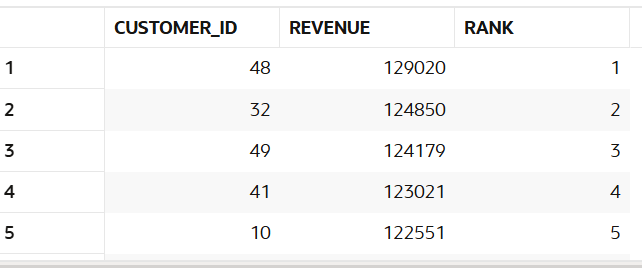 CUSTOMER_ID REVENUE RANK
1 48 129020 1
2 32 124850 2
3 49 124179 3
4 41 123021 4
5 10 122551 5